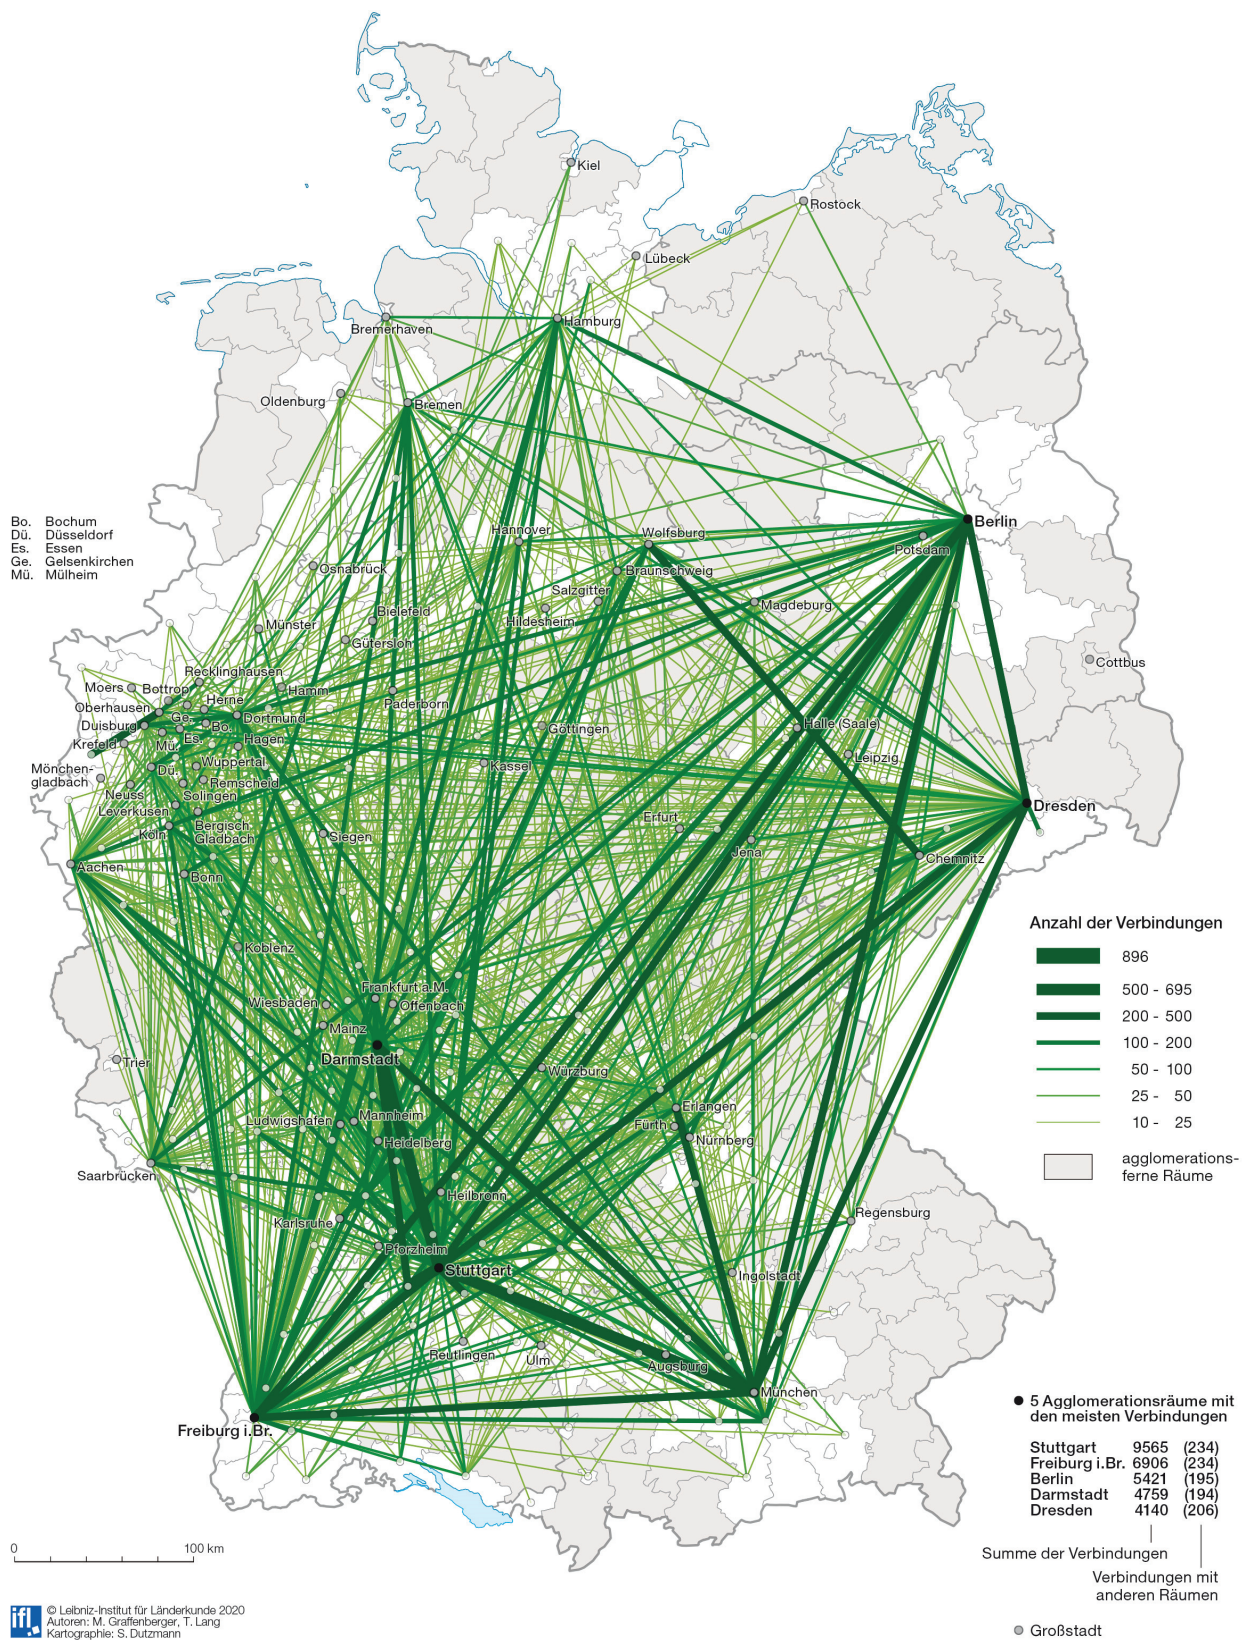 Kiel
Rostock
Lübeck
Bremerhaven
Hamburg
Oldenburg
Bremen
Bo. Bochum
Dü. Düsseldorf
Es. Essen
Ge. Gelsenkirchen
Mü. Mülheim
Berlin
Potsdam
Hannover
Wolfsburg
Osnabrück
Braunschweig
Salzgitter
Hildesheim
Magdeburg
Bielefeld
Münster
Gütersloh
Cottbus
Recklinghausen
Moers
Bottrop
Hamm
Paderborn
Oberhausen
Herne
Ge.
Duisburg
Bo.
Dortmund
Es.
Krefeld
Mü.
Hagen
Göttingen
Halle (Saale)
Leipzig
Mönchen-
gladbach
Dü.
Wuppertal
Kassel
Neuss
Remscheid
Solingen
Leverkusen
Dresden
Köln
Bergisch
Gladbach
Siegen
Erfurt
Jena
Chemnitz
Aachen
Bonn
Koblenz
Frankfurt a.M.
Wiesbaden
Offenbach
Mainz
Darmstadt
Trier
Würzburg
Ludwigshafen
Mannheim
Erlangen
Fürth
Nürnberg
Heidelberg
Saarbrücken
Heilbronn
Karlsruhe
Regensburg
Pforzheim
Stuttgart
Ingolstadt
Reutlingen
Ulm
Augsburg
München
Freiburg i.Br.
Anzahl der Verbindungen
896
500 - 695
200 - 500
100 - 200
50 - 100
25 - 50
10 - 25
agglomerations-
ferne Räume
5 Agglomerationsräume mit
den meisten Verbindungen
Stuttgart 9565 (234)
Freiburg i.Br. 6906 (234)
Berlin 5421 (195)
Darmstadt 4759 (194)
Dresden 4140 (206)
Summe der Verbindungen
Verbindungen mit
anderen Räumen
Großstadt
0 100 km
ifl
© Leibniz-Institut für Länderkunde 2020
Autoren: M. Graffenberger, T. Lang
Kartographie: S. Dutzmann